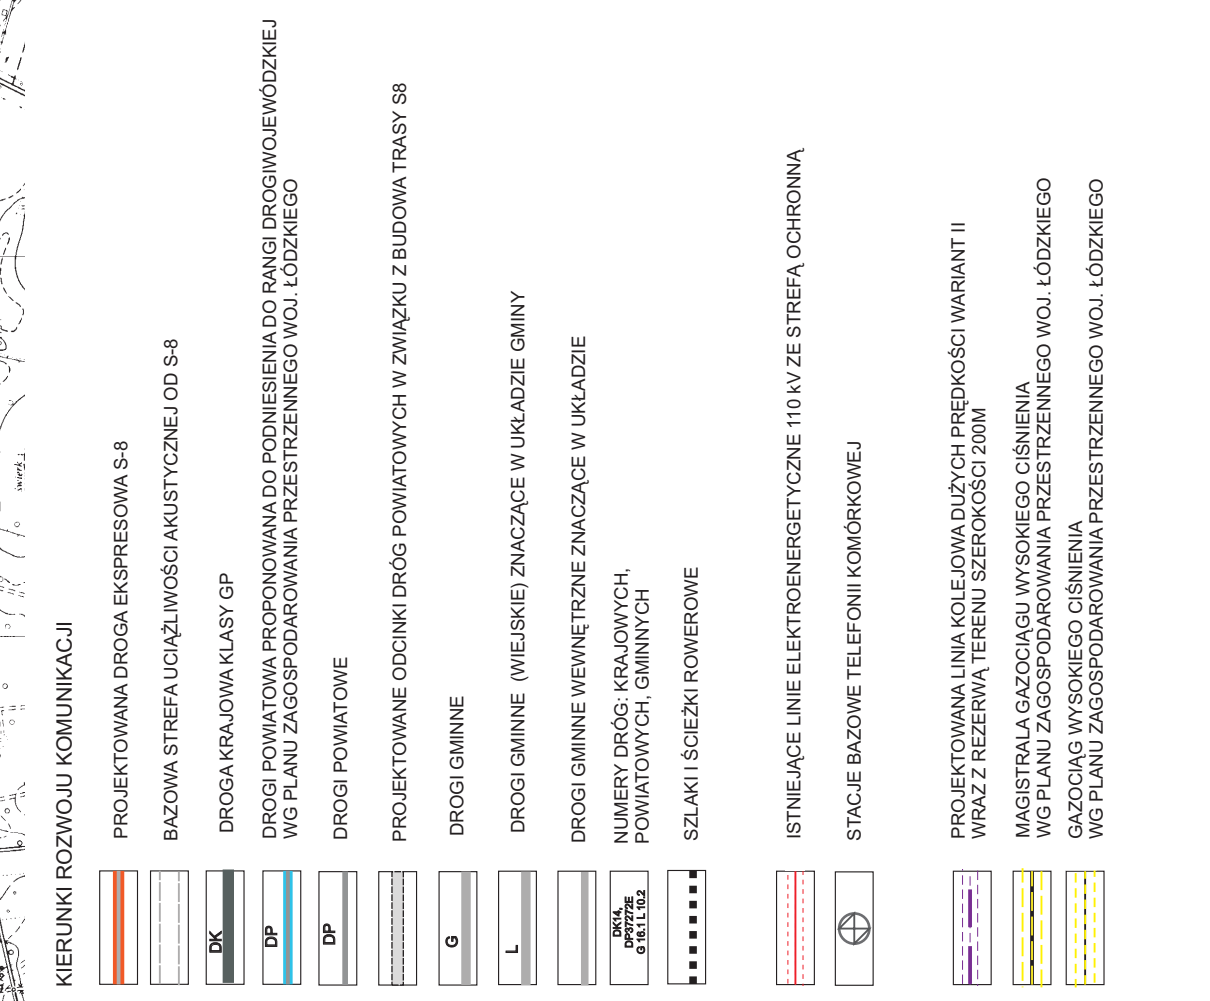 KIERUNKI ROZWOJU KOMUNIKACJI
PROJEKTOWANA DROGA EKSPRESOWA S-8
BAZOWA STREFA UCIĄŻLIWOŚCI AKUSTYCZNEJ OD S-8
DK
DROGA KRAJOWA KLASY GP
DP
DROGI POWIATOWA PROPONOWANA DO PODNIESIENIA DO RANGI DROGIWOJEWÓDZKIEJ
WG PLANU ZAGOSPODAROWANIA PRZESTRZENNEGO WOJ. ŁÓDZKIEGO
DP
DROGI POWIATOWE
PROJEKTOWANE ODCINKI DRÓG POWIATOWYCH W ZWIĄZKU Z BUDOWA TRASY S8
G
DROGI GMINNE
L
DROGI GMINNE (WIEJSKIE) ZNACZĄCE W UKŁADZIE GMINY
DROGI GMINNE WEWNĘTRZNE ZNACZĄCE W UKŁADZIE
DK14,
DP37272E
G 16.1 L 10.2
NUMERY DRÓG: KRAJOWYCH,
POWIATOWYCH, GMINNYCH
SZLAKI I ŚCIEŻKI ROWEROWE
ISTNIEJĄCE LINIE ELEKTROENERGETYCZNE 110 kV ZE STREFĄ OCHRONNĄ
STACJE BAZOWE TELEFONII KOMÓRKOWEJ
PROJEKTOWANA LINIA KOLEJOWA DUŻYCH PRĘDKOŚCI WARIANT II
WRAZ Z REZERWĄ TERENU SZEROKOŚCI 200M
MAGISTRALA GAZOCIĄGU WYSOKIEGO CIŚNIENIA
WG PLANU ZAGOSPODAROWANIA PRZESTRZENNEGO WOJ. ŁÓDZKIEGO
GAZOCIĄG WYSOKIEGO CIŚNIENIA
WG PLANU ZAGOSPODAROWANIA PRZESTRZENNEGO WOJ. ŁÓDZKIEGO